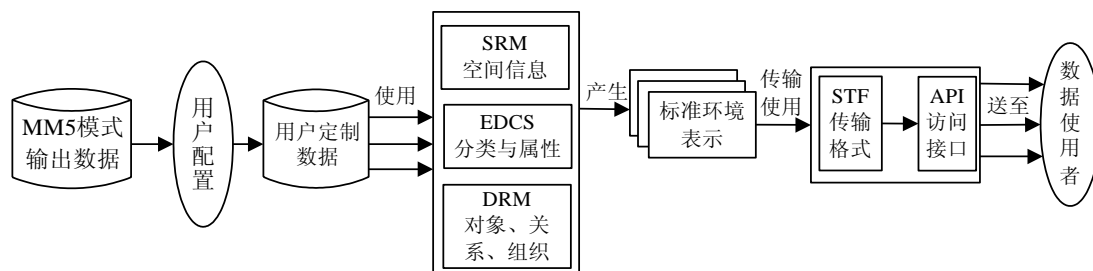 MM5模式
输出数据
用户配置
用户定制
数据
使用
SRM
空间信息
EDCS
分类与属性
DRM
对象、关
系、组织
产生
标准环境
表示
传输
使用
STF
传输
格式
API
访问
接口
送至
数据使用者